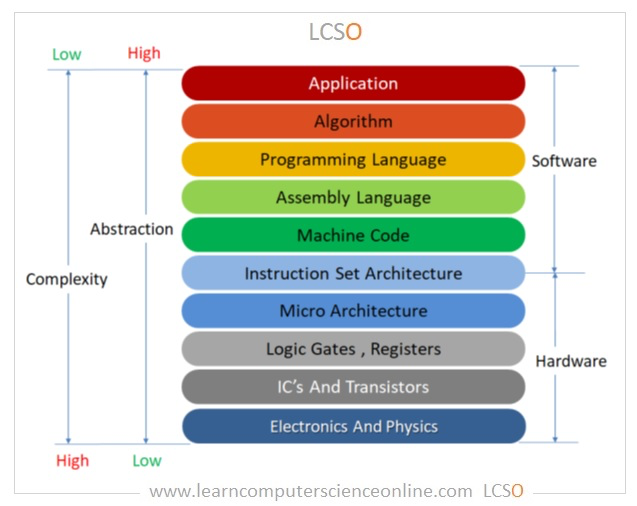 LCSO
Low
High
Application
Algorithm
Programming Language
Software
Assembly Language
Abstraction
Machine Code
Complexity
Instruction Set Architecture
Micro Architecture
Logic Gates , Registers
Hardware
IC's And Transistors
Electronics And Physics
High
Low
www.learncomputerscienceonline.com LCSO